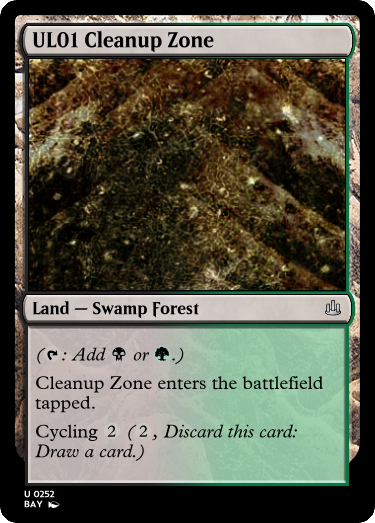 UL01 Cleanup Zone
Land — Swamp Forest
(: Add or .)
Cleanup Zone enters the battlefield
tapped.
Cycling 2 (2, Discard this card:
Draw a card.)
U 0252
BAY